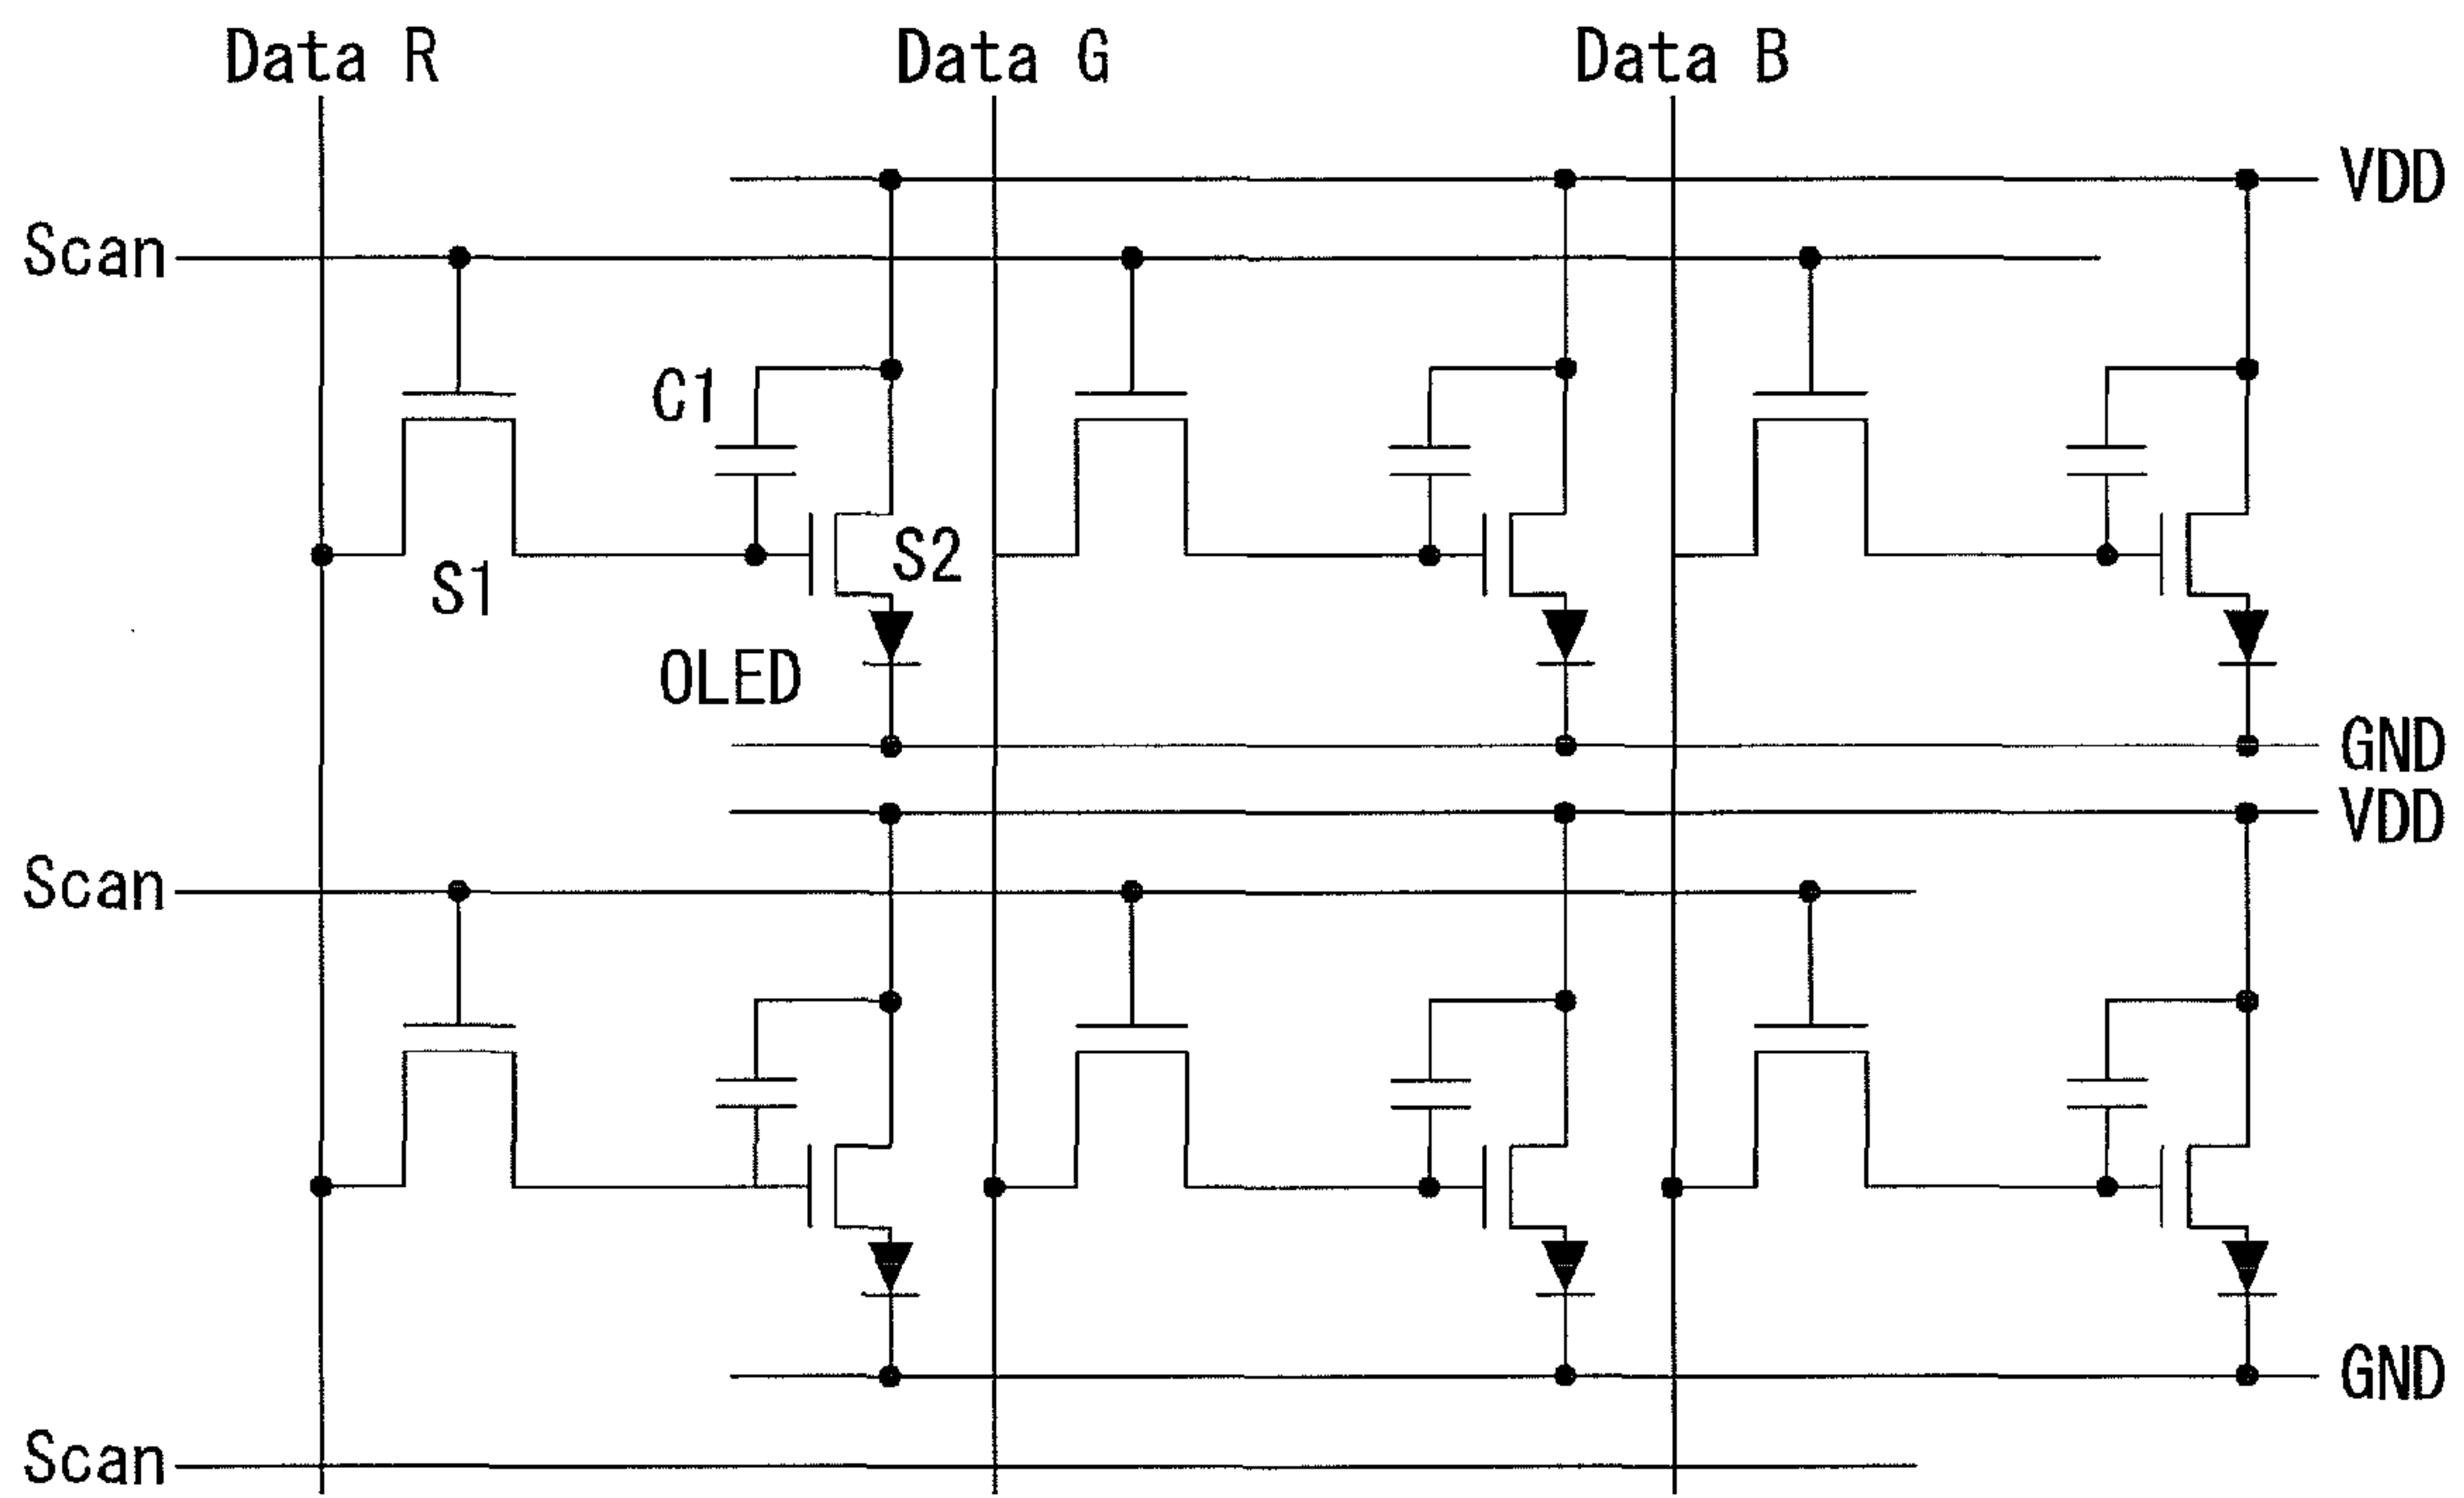 Data R
Data G
Data B
VDD
Scan
C1
S2
S1
OLED
GND
VDD
Scan
GND
Scan